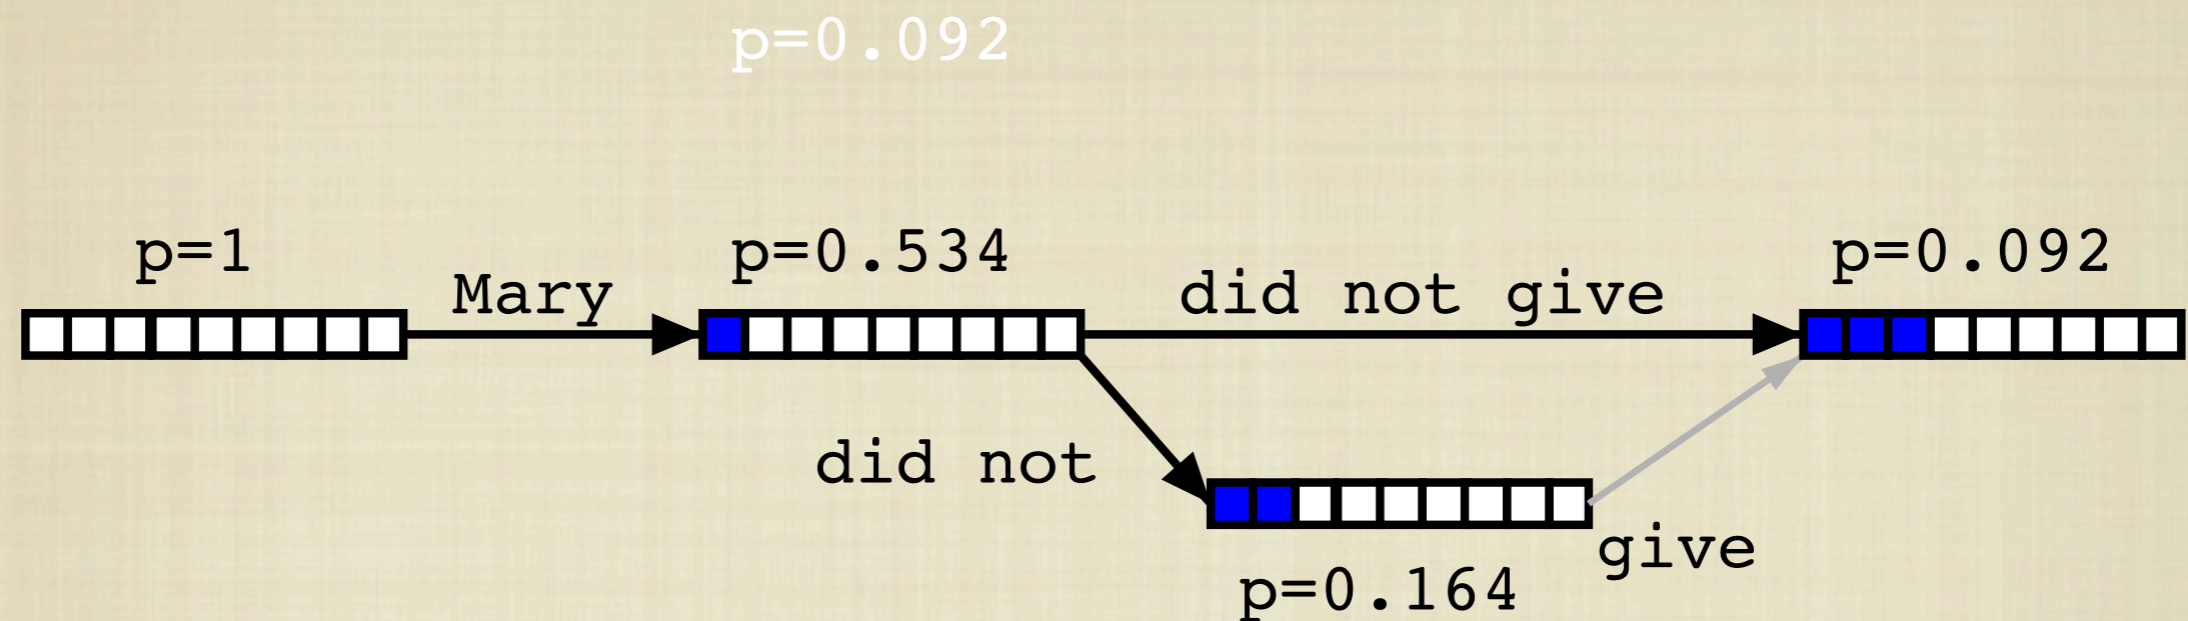 p=0.092
p=1
Mary
p=0.534
did not give
p=0.092
did not
give
p=0.164